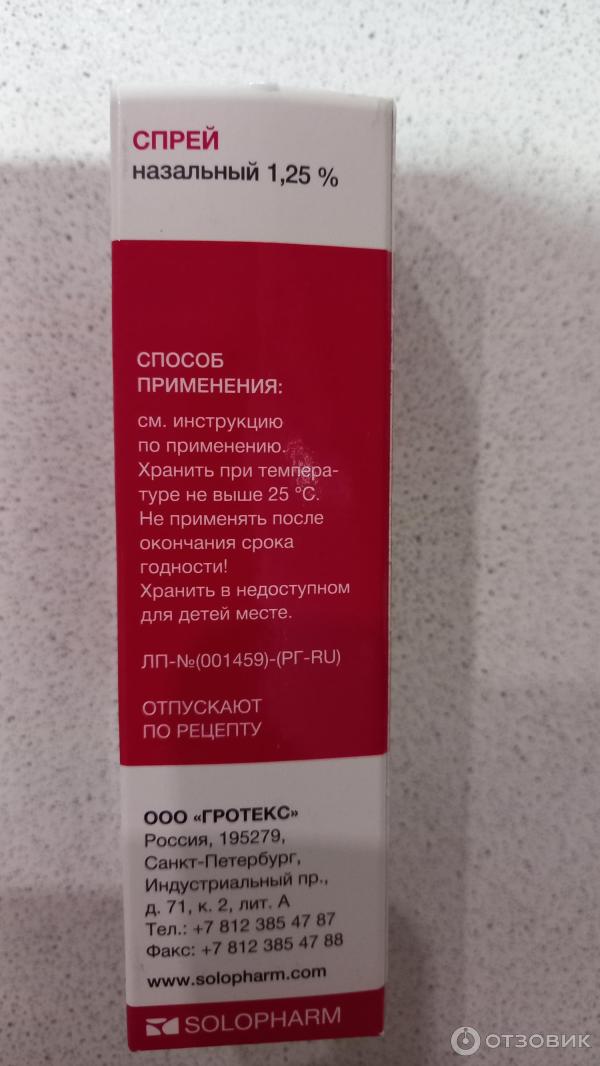 СПРЕЙ
назальный 1,25 %
СПОСОБ
ПРИМЕНЕНИЯ:
см. инструкцию
по применению.
Хранить при темпера-
туре не выше 25 °С.
Не применять после
окончания срока
годности!
Хранить в недоступном
для детей месте.
ЛП-№(001459)-(РГ-RU)
ОТПУСКАЮТ
ПО РЕЦЕПТУ
ООО «ГРОТЕКС»
Россия, 195279,
Санкт-Петербург,
Индустриальный пр.,
д. 71, к. 2, лит. А
Тел.: +7 812 385 47 87
Факс: +7 812 385 47 88
www.solopharm.com
SOLOPHARM
ОТЗОВИК